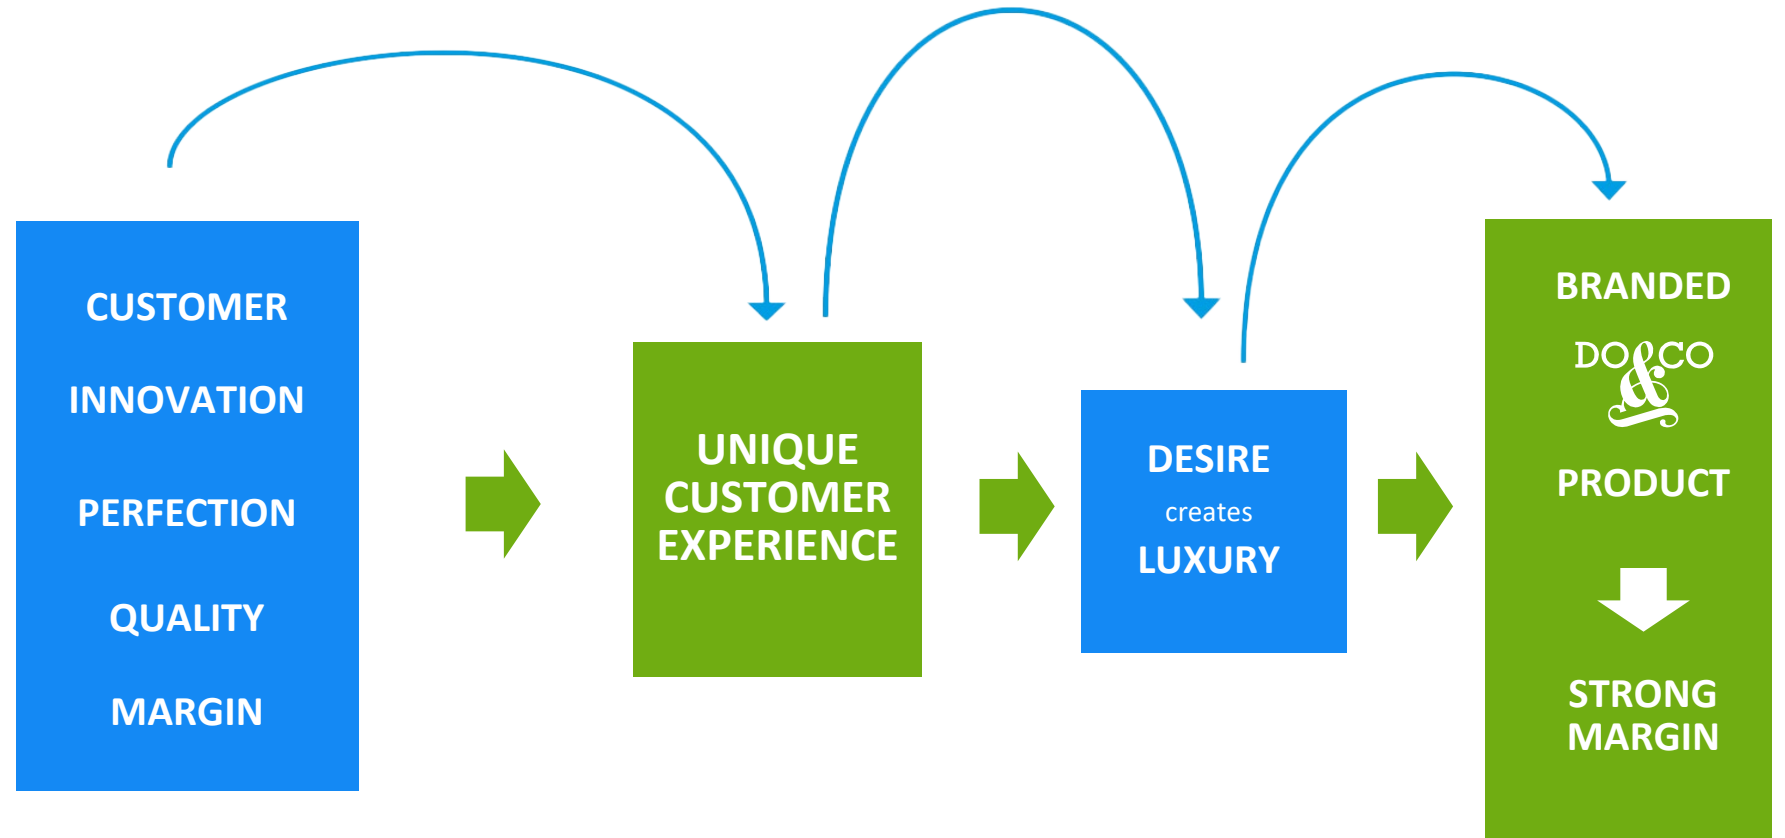 CUSTOMER
INNOVATION
PERFECTION
QUALITY
MARGIN
UNIQUE
CUSTOMER
EXPERIENCE
DESIRE
creates
LUXURY
BRANDED
DO&CO
PRODUCT
STRONG
MARGIN